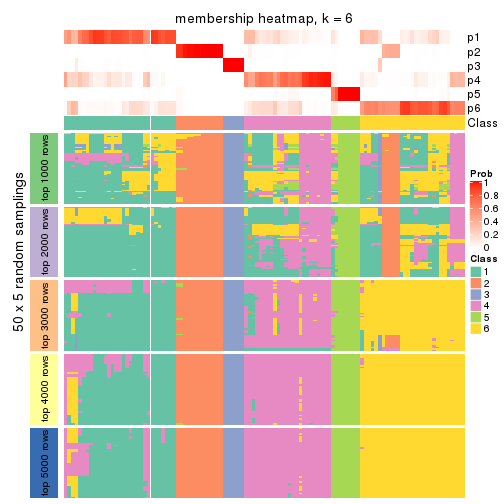 membership heatmap, k = 6
p1
p2
p3
p4
p5
p6
Class
50 x 5 random samplings
top 1000 rows
top 2000 rows
top 3000 rows
top 4000 rows
top 5000 rows
Prob
1
0.8
0.6
0.4
0.2
0
Class
1
2
3
4
5
6